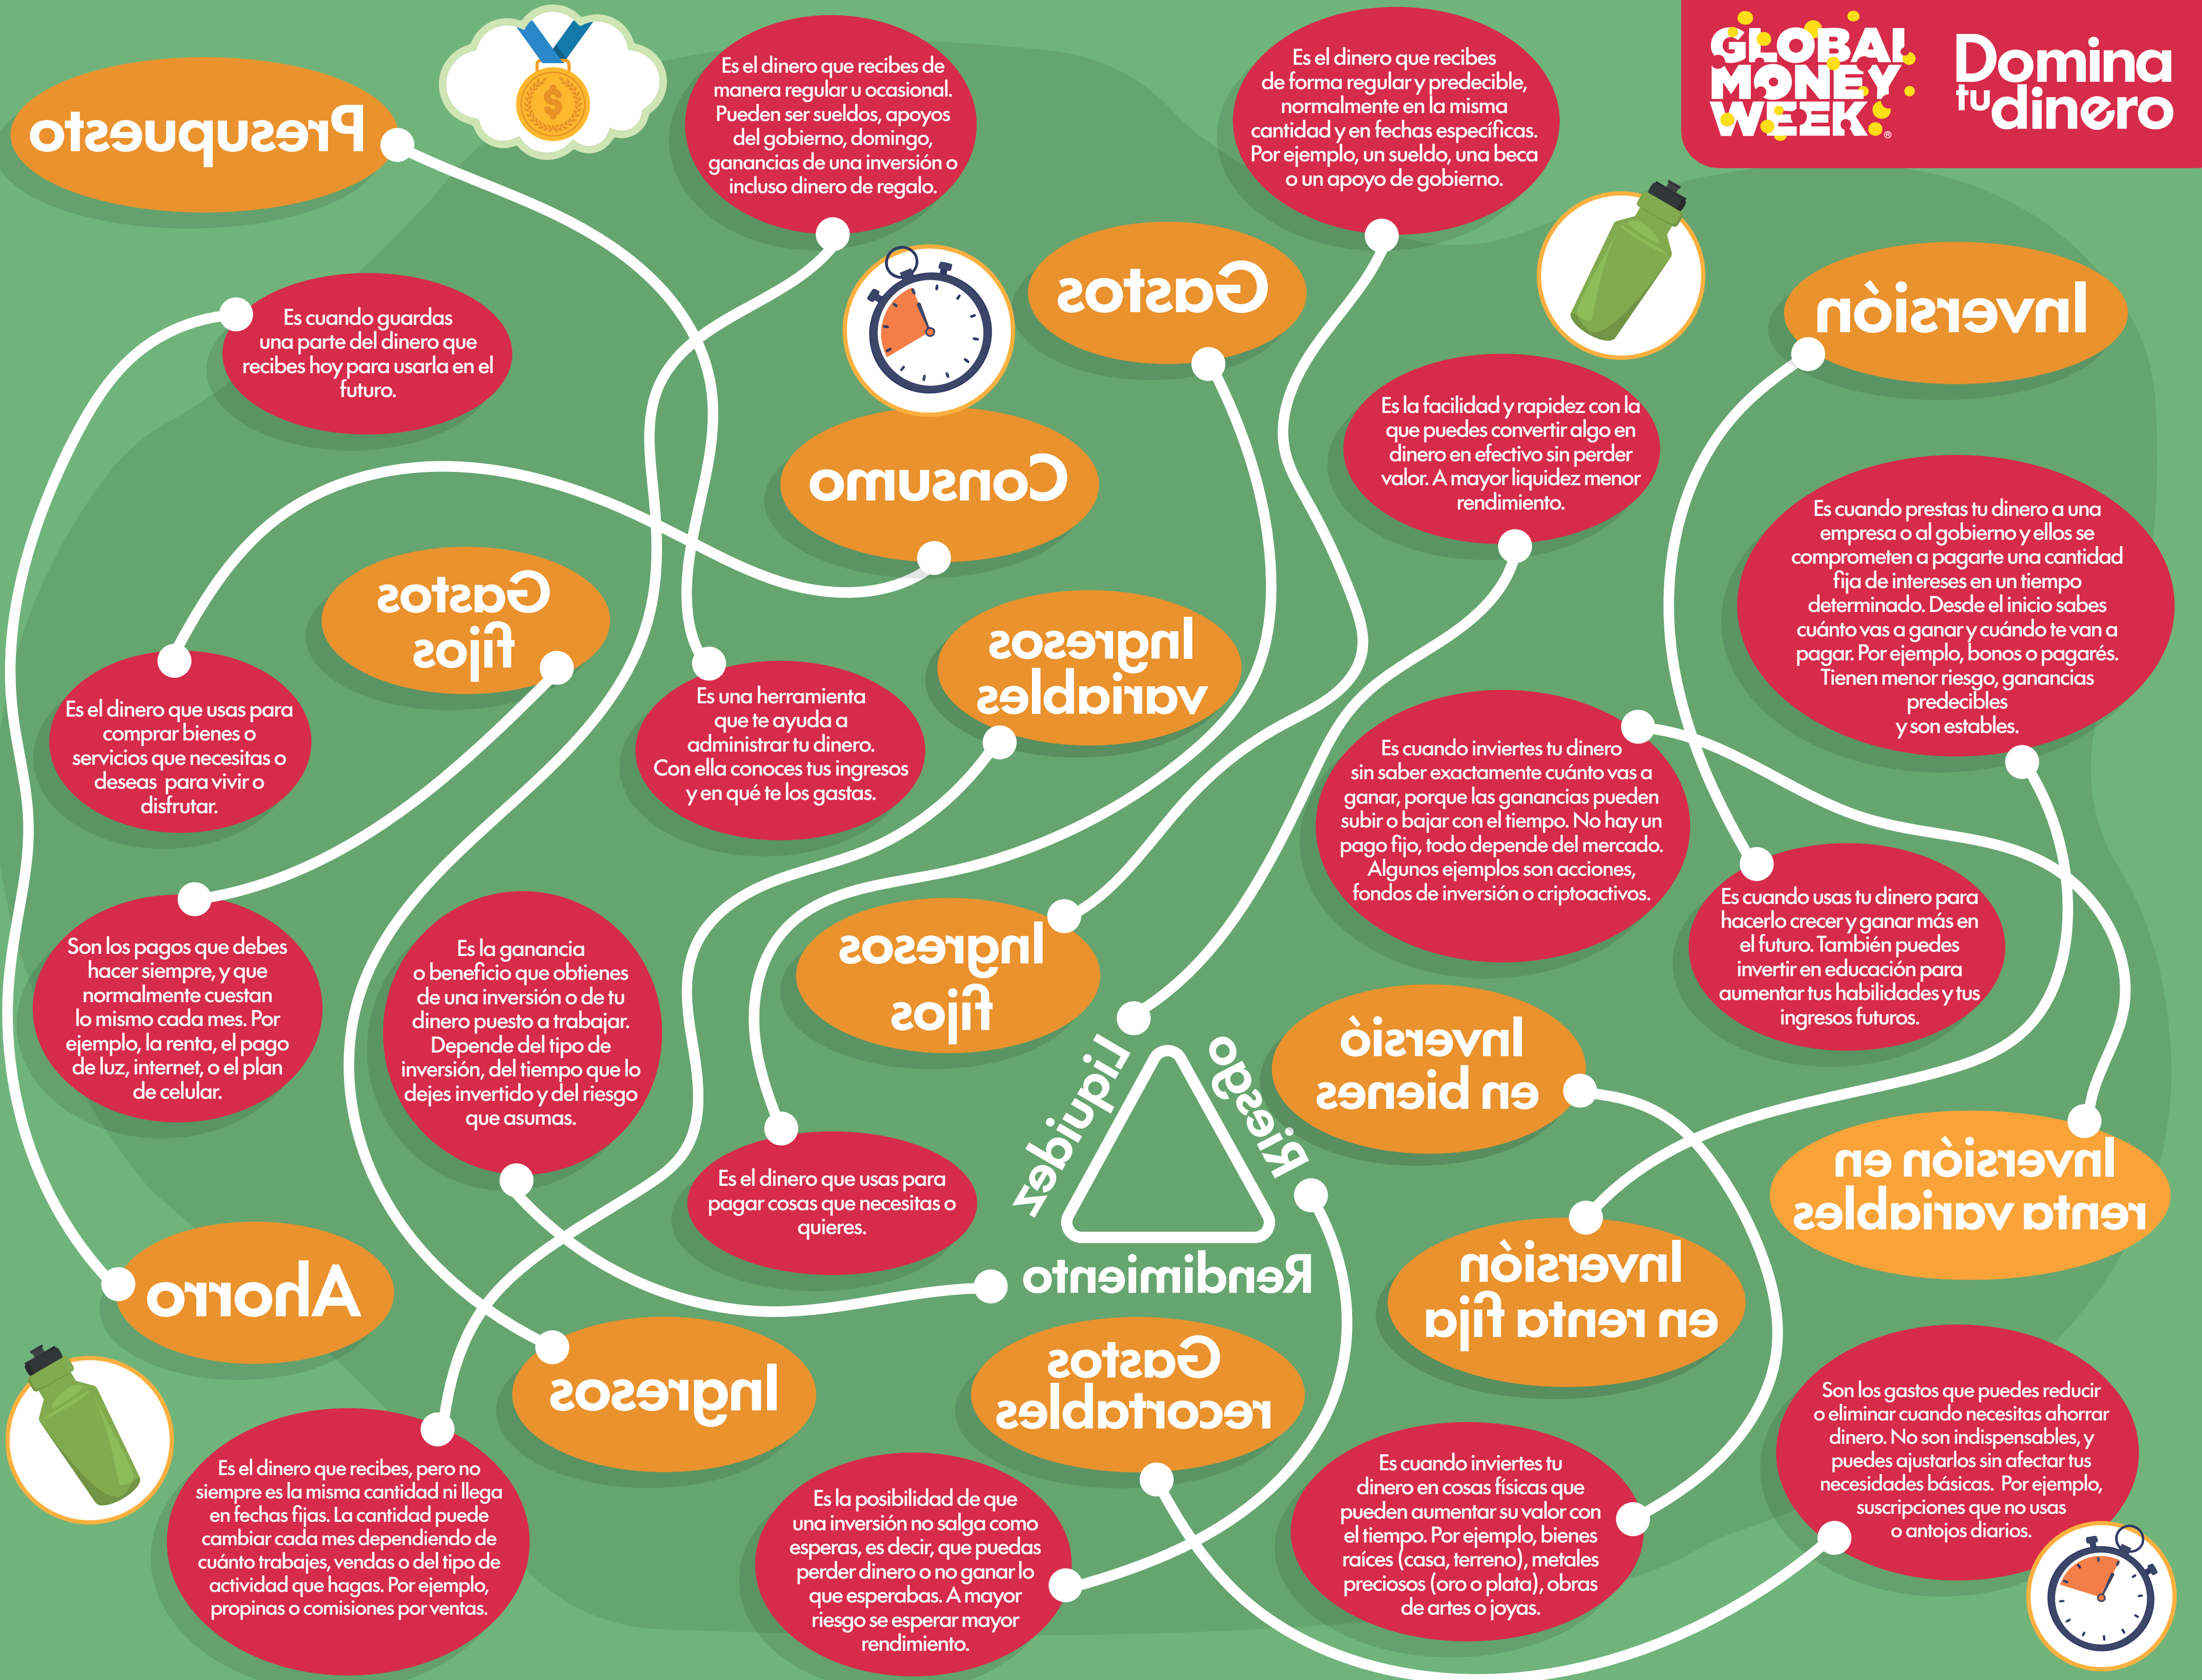 Presupuesto
Es el dinero que recibes de
manera regular u ocasional.
Pueden ser sueldos, apoyos
del gobierno, domingo,
ganancias de una inversión o
incluso dinero de regalo.
Es el dinero que recibes
de forma regular y predecible,
normalmente en la misma
cantidad y en fechas específicas.
Por ejemplo, un sueldo, una beca
o un apoyo de gobierno.
GLOBAL
MONEY
WEEK®
Domina
tu dinero
Es cuando guardas
una parte del dinero que
recibes hoy para usarla en el
futuro.
Gastos
Inversión
Es la facilidad y rapidez con la
que puedes convertir algo en
dinero en efectivo sin perder
valor. A mayor liquidez menor
rendimiento.
Consumo
Es cuando prestas tu dinero a una
empresa o al gobierno y ellos se
comprometen a pagarte una cantidad
fija de intereses en un tiempo
determinado. Desde el inicio sabes
cuánto vas a ganar y cuándo te van a
pagar. Por ejemplo, bonos o pagarés.
Tienen menor riesgo, ganancias
predecibles
y son estables.
Gastos
fijos
Ingresos
variables
Es el dinero que usas para
comprar bienes o
servicios que necesitas o
deseas para vivir o
disfrutar.
Es una herramienta
que te ayuda a
administrar tu dinero.
Con ella conoces tus ingresos
y en qué te los gastas.
Es cuando inviertes tu dinero
sin saber exactamente cuánto vas a
ganar, porque las ganancias pueden
subir o bajar con el tiempo. No hay un
pago fijo, todo depende del mercado.
Algunos ejemplos son acciones,
fondos de inversión o criptoactivos.
Es cuando usas tu dinero para
hacerlo crecer y ganar más en
el futuro. También puedes
invertir en educación para
aumentar tus habilidades y tus
ingresos futuros.
Son los pagos que debes
hacer siempre, y que
normalmente cuestan
lo mismo cada mes. Por
ejemplo, la renta, el pago
de luz, internet, o el plan
de celular.
Es la ganancia
o beneficio que obtienes
de una inversión o de tu
dinero puesto a trabajar.
Depende del tipo de
inversión, del tiempo que lo
dejes invertido y del riesgo
que asumas.
Ingresos
fijos
Liquidez
Riesgo
Rendimiento
Inversió
en bienes
Inversión en
renta variables
Es el dinero que usas para
pagar cosas que necesitas o
quieres.
Ahorro
Inversión
en renta fija
Ingresos
Gastos
recortables
$
Es el dinero que recibes, pero no
siempre es la misma cantidad ni llega
en fechas fijas. La cantidad puede
cambiar cada mes dependiendo de
cuánto trabajes, vendas o del tipo de
actividad que hagas. Por ejemplo,
propinas o comisiones por ventas.
Es la posibilidad de que
una inversión no salga como
esperas, es decir, que puedas
perder dinero o no ganar lo
que esperabas. A mayor
riesgo se esperar mayor
rendimiento.
Es cuando inviertes tu
dinero en cosas físicas que
pueden aumentar su valor con
el tiempo. Por ejemplo, bienes
raíces (casa, terreno), metales
preciosos (oro o plata), obras
de artes o joyas.
Son los gastos que puedes reducir
o eliminar cuando necesitas ahorrar
dinero. No son indispensables, y
puedes ajustarlos sin afectar tus
necesidades básicas. Por ejemplo,
suscripciones que no usas
o antojos diarios.